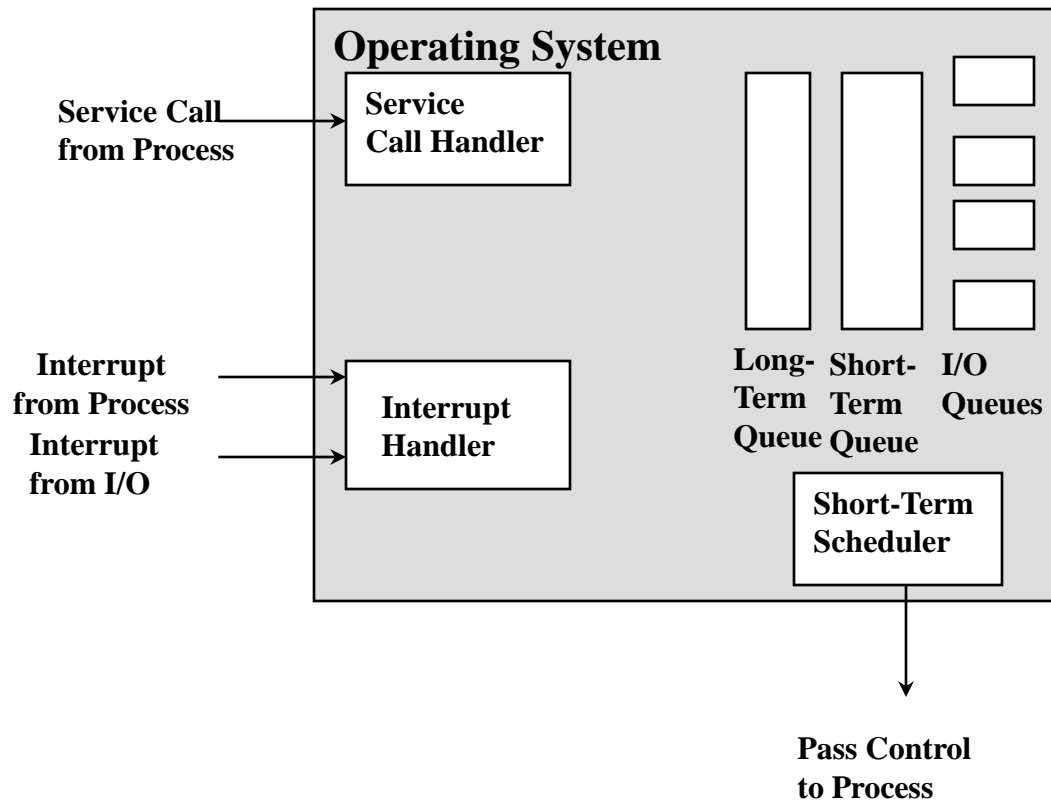 Operating System
Service Call
from Process
Service
Call Handler
Interrupt
from Process
Interrupt
from I/O
Interrupt
Handler
Long-
Term
Queue
Short-
Term
Queue
I/O
Queues
Short-Term
Scheduler
Pass Control
to Process